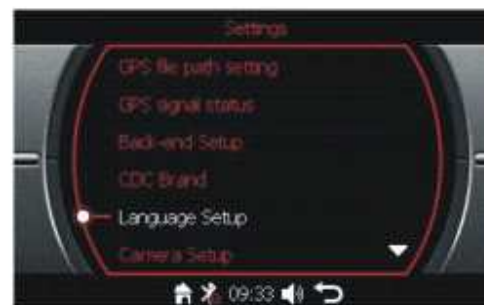 Settings
GPS file path setting
GPS signal status
Back-end Setup
CDC Brand
Language Setup
Camera Setup
09:33